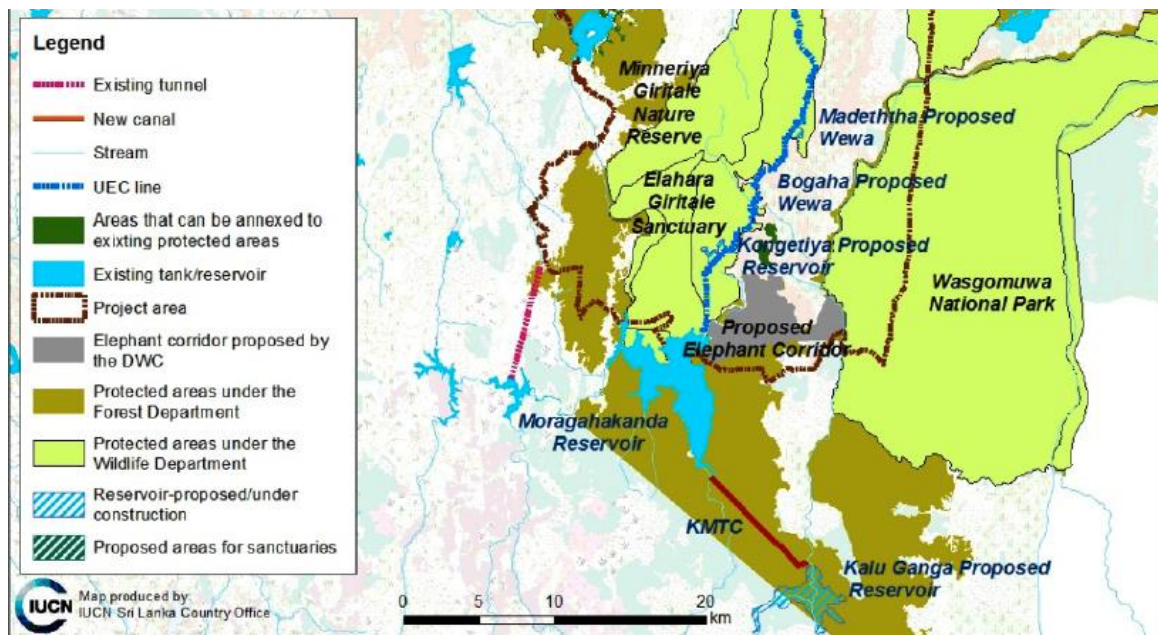 Legend
Existing tunnel
New canal
Stream
UEC line
Areas that can be annexed to
exixting protected areas
Existing tank/reservoir
Project area
Elephant corridor proposed by
the DWC
Protected areas under the
Forest Department
Protected areas under the
Wildlife Department
Reservoir-proposed/under
construction
Proposed areas for sanctuaries
IUCN
Map produced by:
IUCN Sri Lanka Country Office
Minneriya
Giritale
Nature
Reserve
Madeththa Proposed
Wewa
Elahara
Giritale
Sanctuary
Bogaha Proposed
Wewa
Kongetiya Proposed
Reservoir
Wasgomuwa
National Park
Proposed
Elephant Corridor
Moragahakanda
Reservoir
KMTC
Kalu Ganga Proposed
Reservoir
0 5 10 20
km